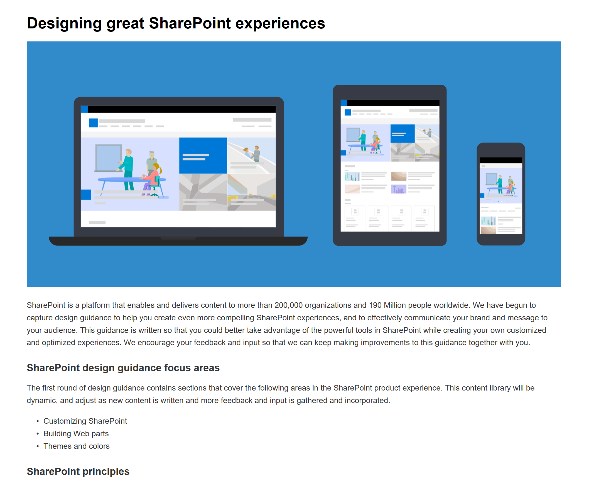 Designing great SharePoint experiences
SharePoint is a platform that enables and delivers content to more than 200,000 organizations and 190 Million people worldwide. We have begun to
capture design guidance to help you create even more compelling SharePoint experiences, and to effectively communicate your brand and message to
your audience. This guidance is written so that you could better take advantage of the powerful tools in SharePoint while creating your own customized
and optimized experiences. We encourage your feedback and input so that we can keep making improvements to this guidance together with you.
SharePoint design guidance focus areas
The first round of design guidance contains sections that cover the following areas in the SharePoint product experience. This content library will be
dynamic, and adjust as new content is written and more feedback and input is gathered and incorporated.
• Customizing SharePoint
• Building Web parts
• Themes and colors
SharePoint principles